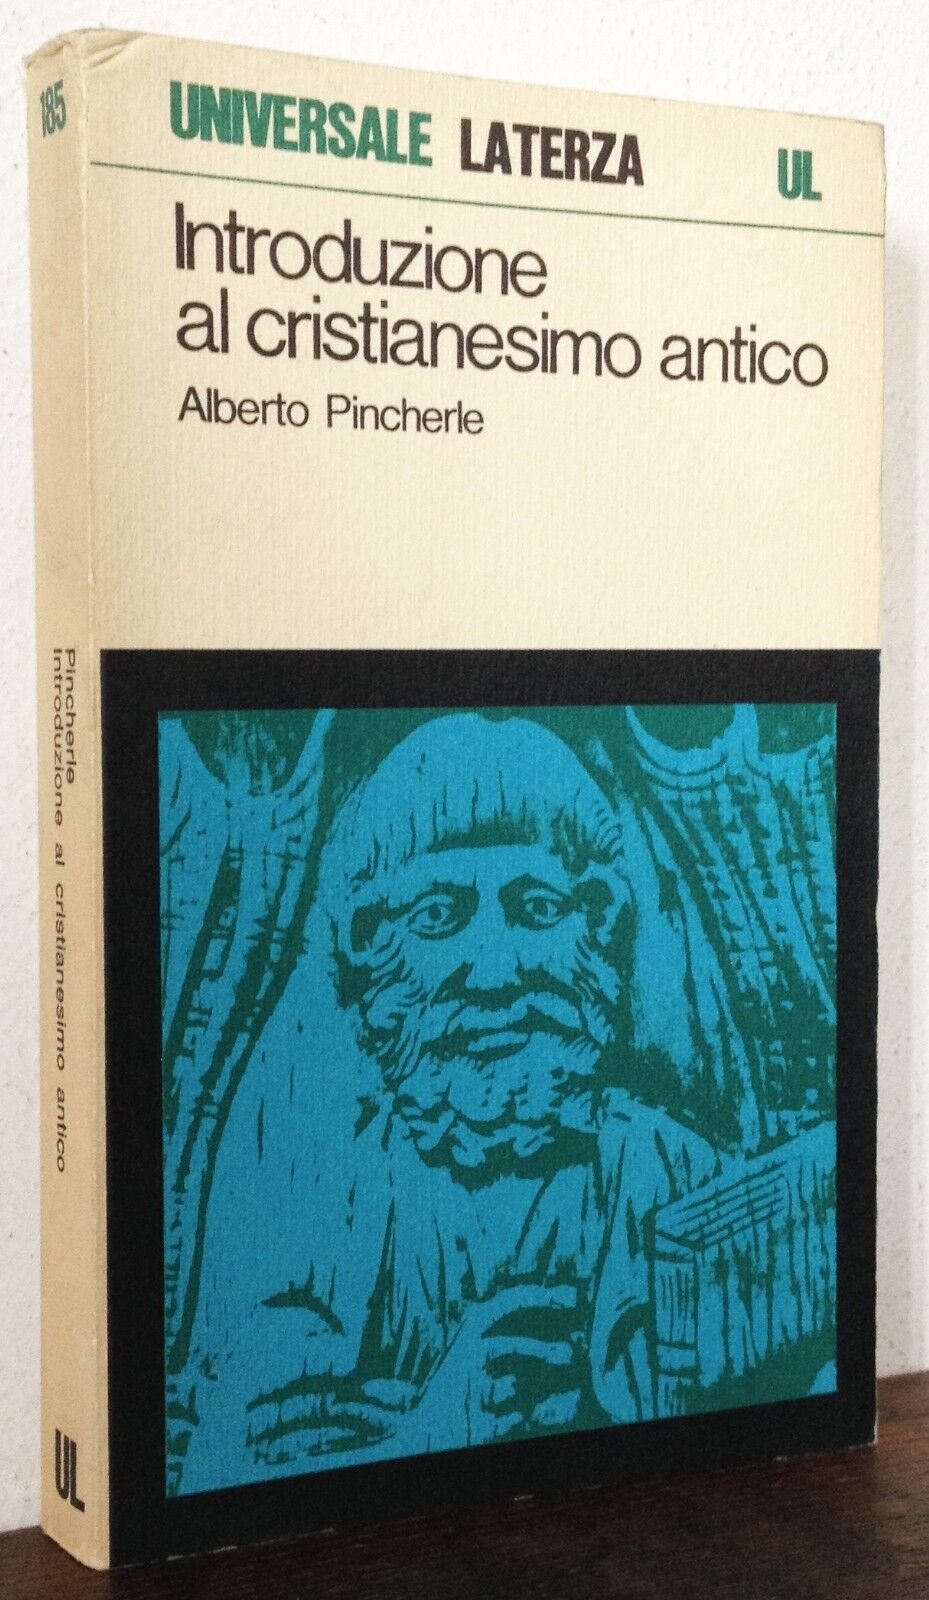 185
UNIVERSALE LATERZA UL
Introduzione
al cristianesimo antico
Alberto Pincherle
Pincherle
Introduzione al cristianesimo antico
UL